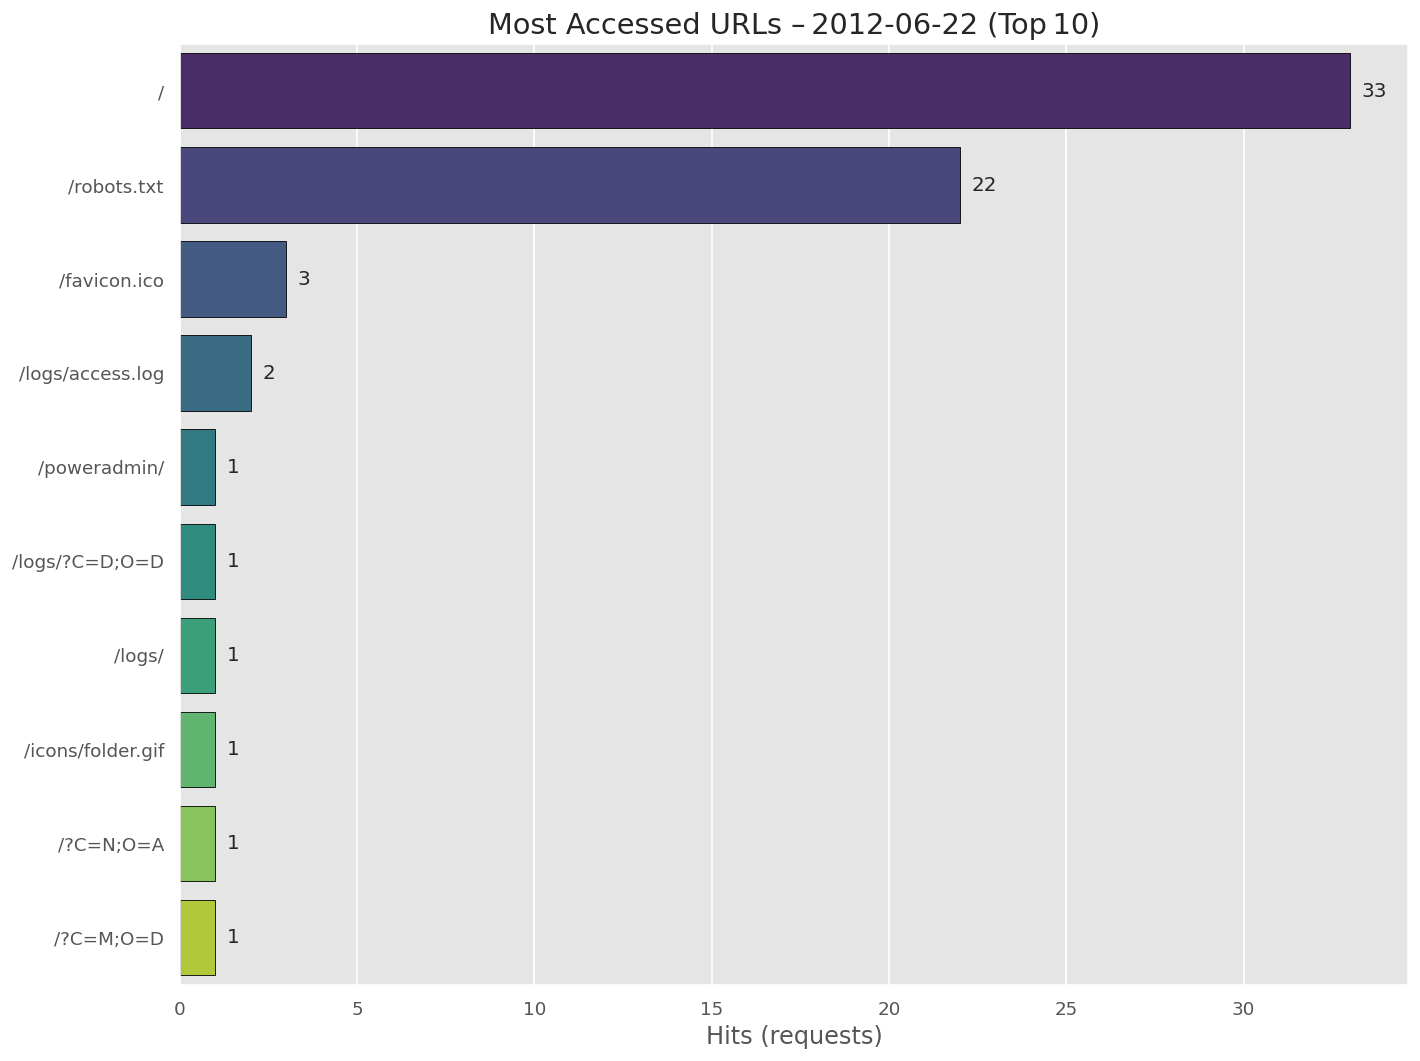 Most Accessed URLs – 2012-06-22 (Top 10)
/
33
/robots.txt
22
/favicon.ico
3
/logs/access.log
2
/poweradmin/
1
/logs/?C=D;O=D
1
/logs/
1
/icons/folder.gif
1
/?C=N;O=A
1
/?C=M;O=D
1
0 5 10 15 20 25 30
Hits (requests)